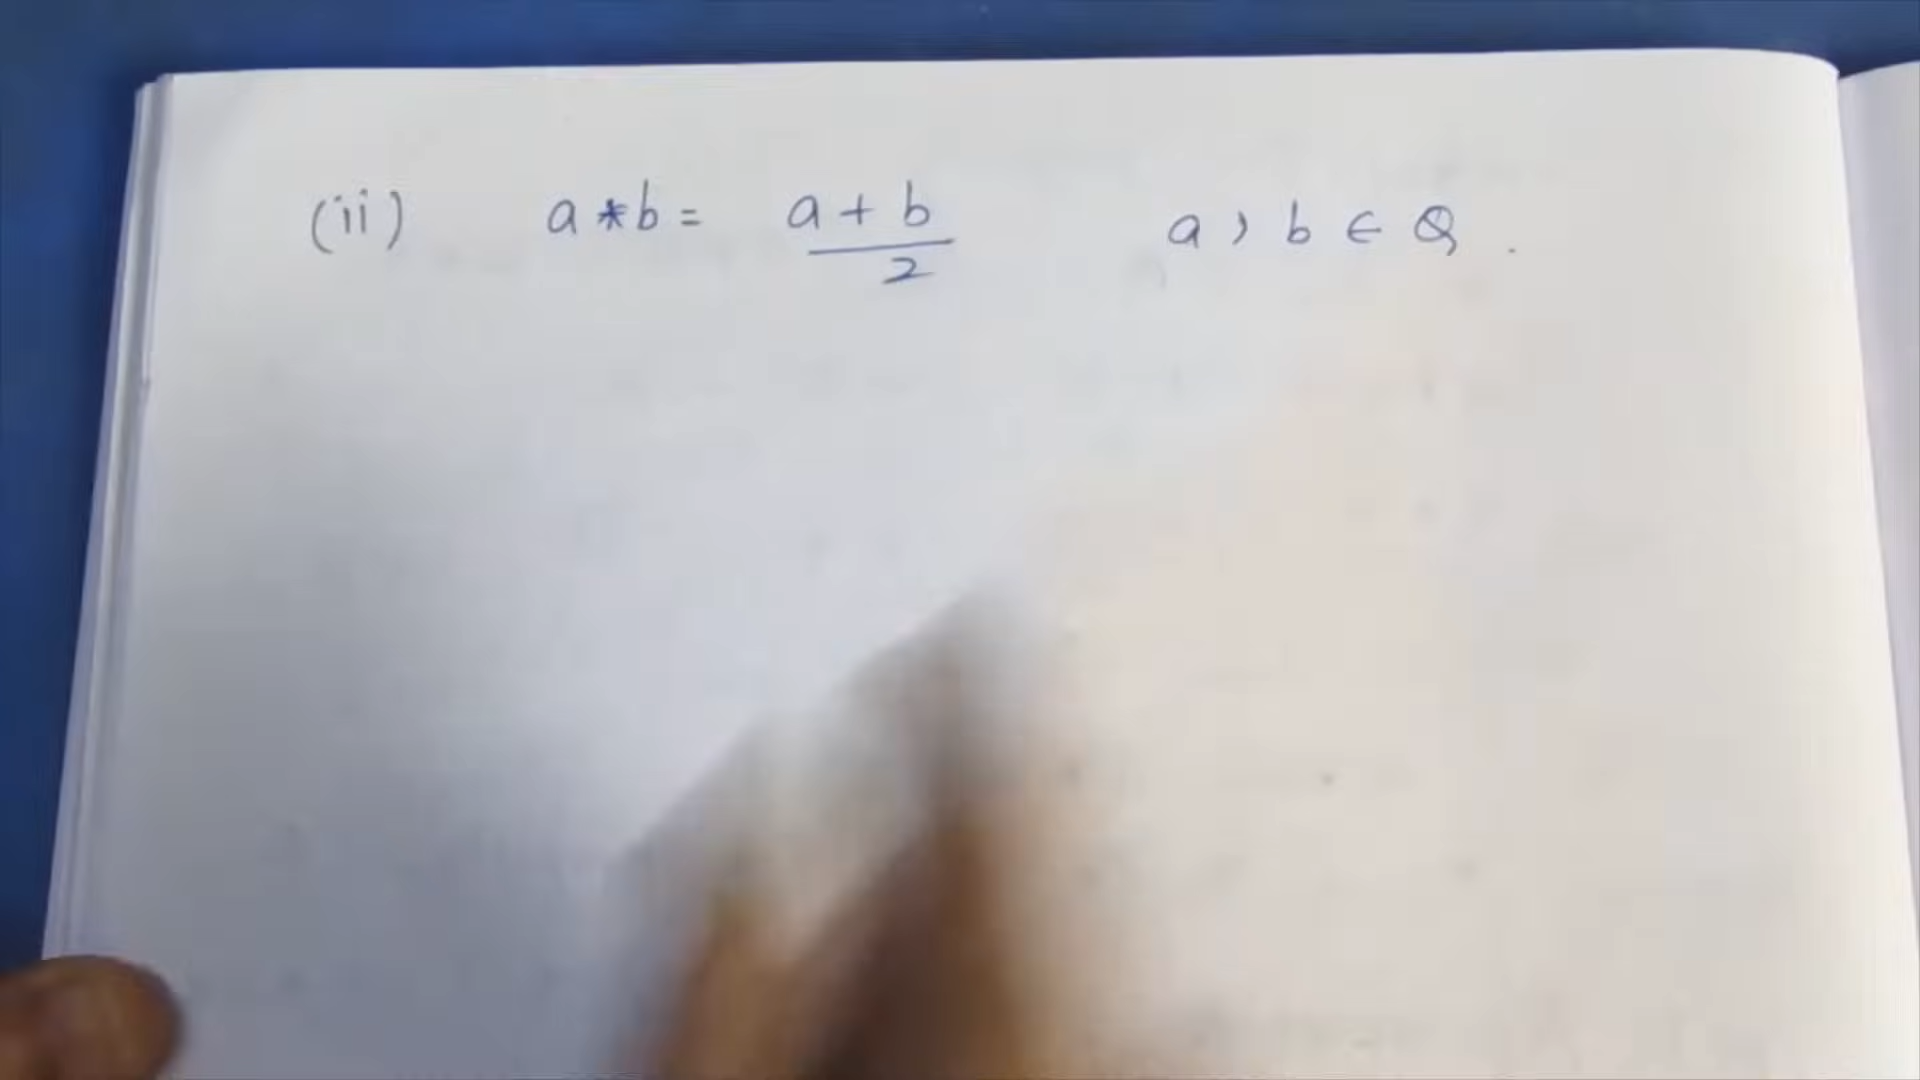 (ii) a * b = a + b / 2 a, b ∈ Q.